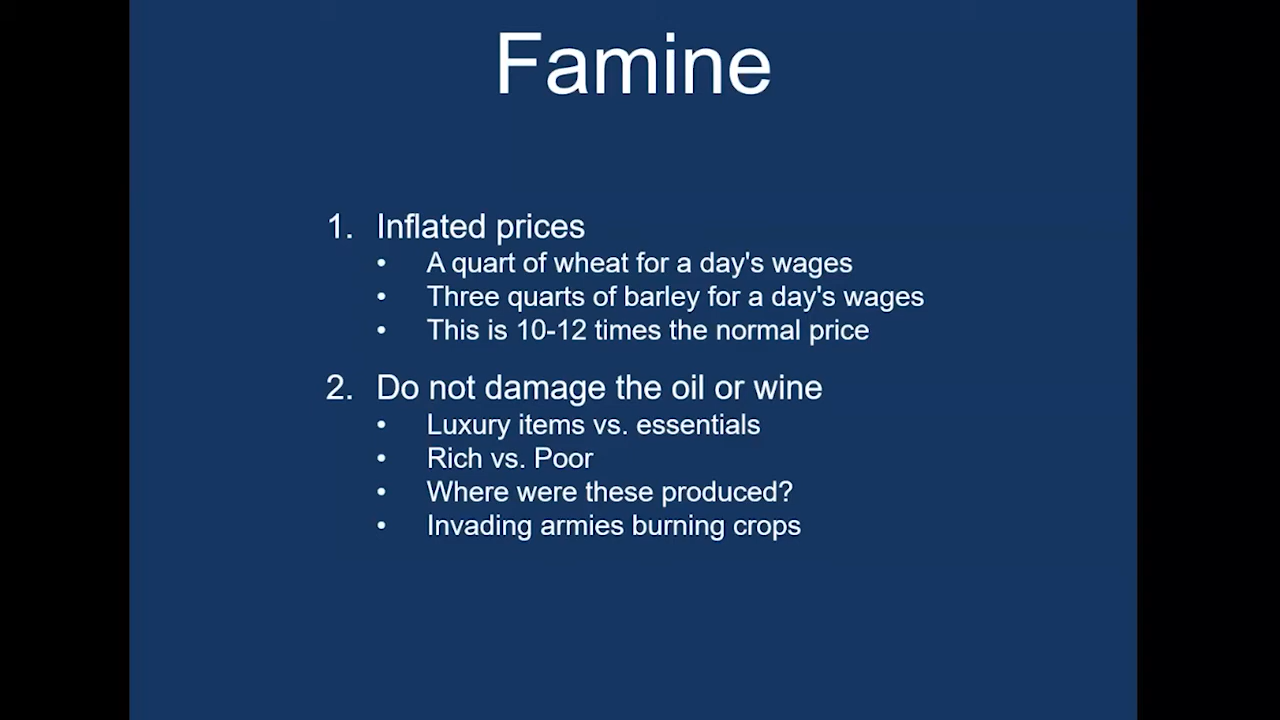 Famine
1. Inflated prices
• A quart of wheat for a day's wages
• Three quarts of barley for a day's wages
• This is 10-12 times the normal price
2. Do not damage the oil or wine
• Luxury items vs. essentials
• Rich vs. Poor
• Where were these produced?
• Invading armies burning crops